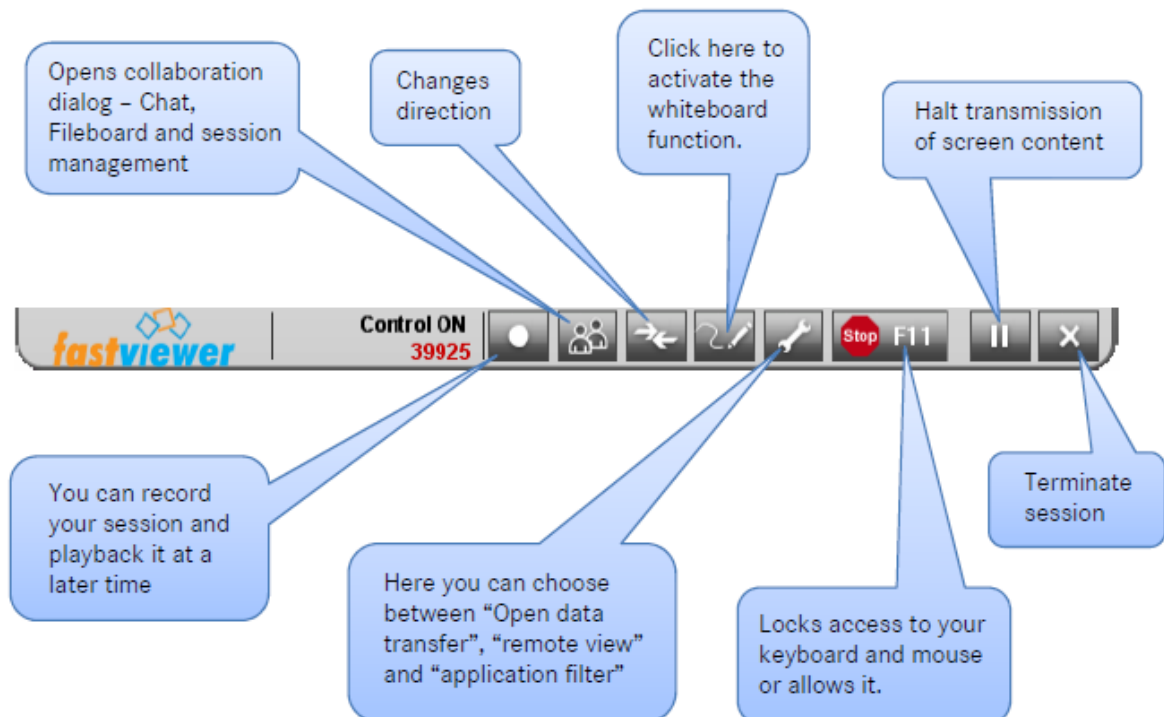 Opens collaboration
dialog – Chat,
Fileboard and session
management
Changes
direction
Click here to
activate the
whiteboard
function.
Halt transmission
of screen content
fastviewer
Control ON
39925
Stop F11
You can record
your session and
playback it at a
later time
Here you can choose
between “Open data
transfer”, “remote view”
and “application filter”
Locks access to your
keyboard and mouse
or allows it.
Terminate
session